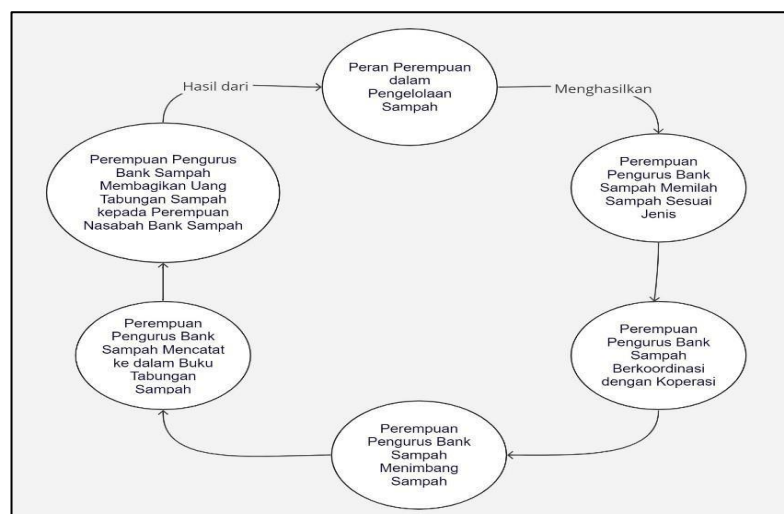 Peran Perempuan
dalam
Pengelolaan
Sampah
Menghasilkan
Perempuan
Pengurus Bank
Sampah Memilah
Sampah Sesuai
Jenis
Perempuan
Pengurus Bank
Sampah
Berkoordinasi
dengan Koperasi
Perempuan
Pengurus Bank
Sampah
Menimbang
Sampah
Perempuan
Pengurus Bank
Sampah Mencatat
ke dalam Buku
Tabungan
Sampah
Perempuan Pengurus
Bank Sampah
Membagikan Uang
Tabungan Sampah
kepada Perempuan
Nasabah Bank Sampah
Hasil dari